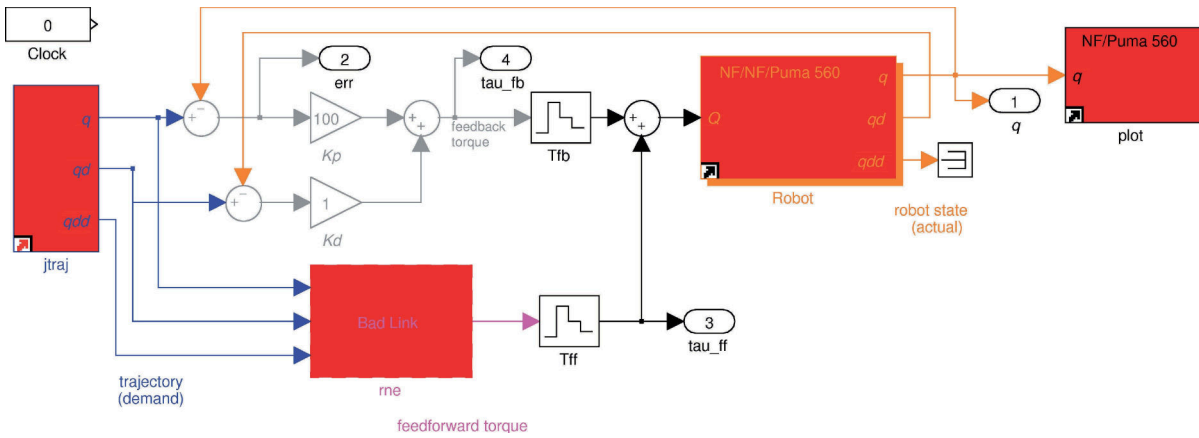 0
Clock
2
err
4
tau_fb
NF/NF/Puma 560
NF/Puma 560
q
qd
qdd
jtraj
+
-
100
Kp
+
+
feedback
torque
Tfb
+
+
Q
q
qd
qdd
Robot
1
q
q
plot
+
-
1
Kd
robot state
(actual)
Bad Link
rne
Tff
3
tau_ff
trajectory
(demand)
feedforward torque